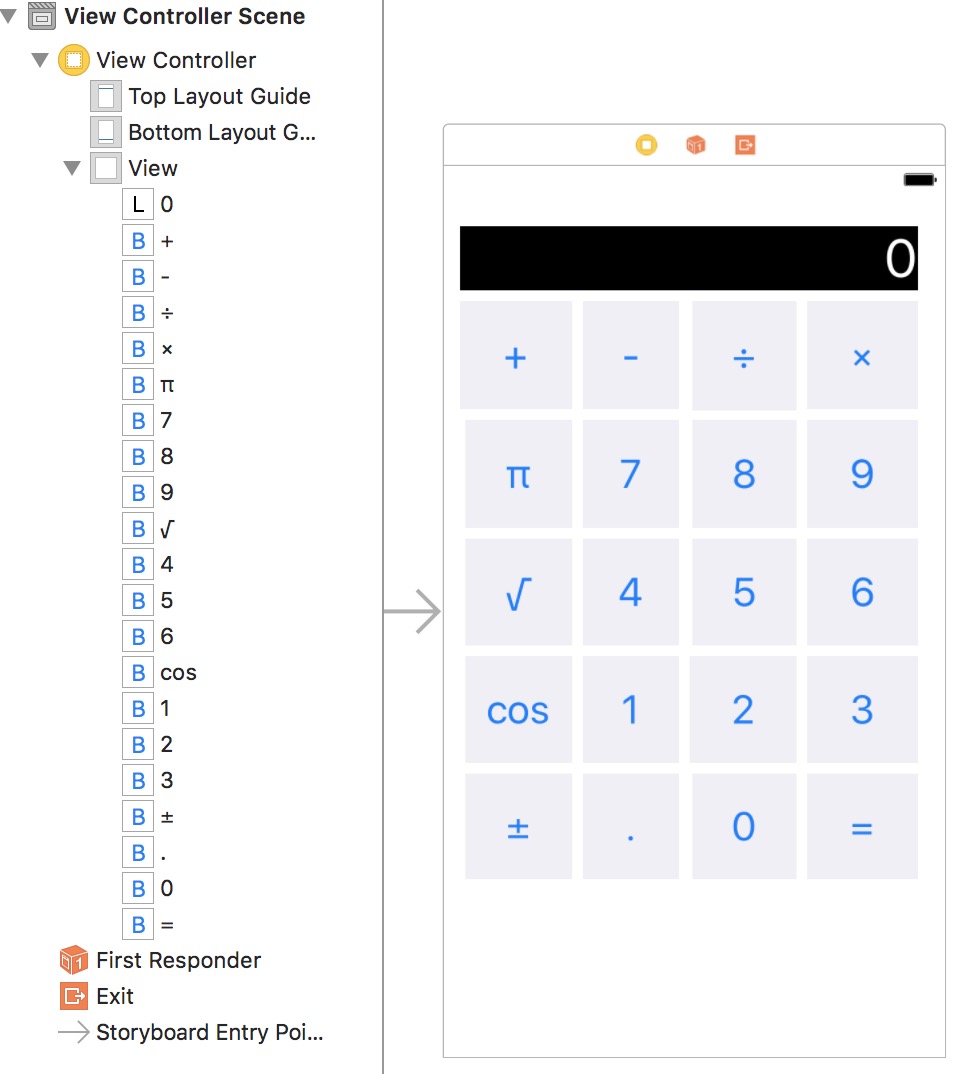 View Controller Scene
View Controller
Top Layout Guide
Bottom Layout G...
View
L 0
B +
B -
B ÷
B ×
B π
B 7
B 8
B 9
B √
B 4
B 5
B 6
B cos
B 1
B 2
B 3
B ±
B .
B 0
B =
First Responder
Exit
Storyboard Entry Poi...
0
+ - ÷ ×
π 7 8 9
√ 4 5 6
cos 1 2 3
± . 0 =